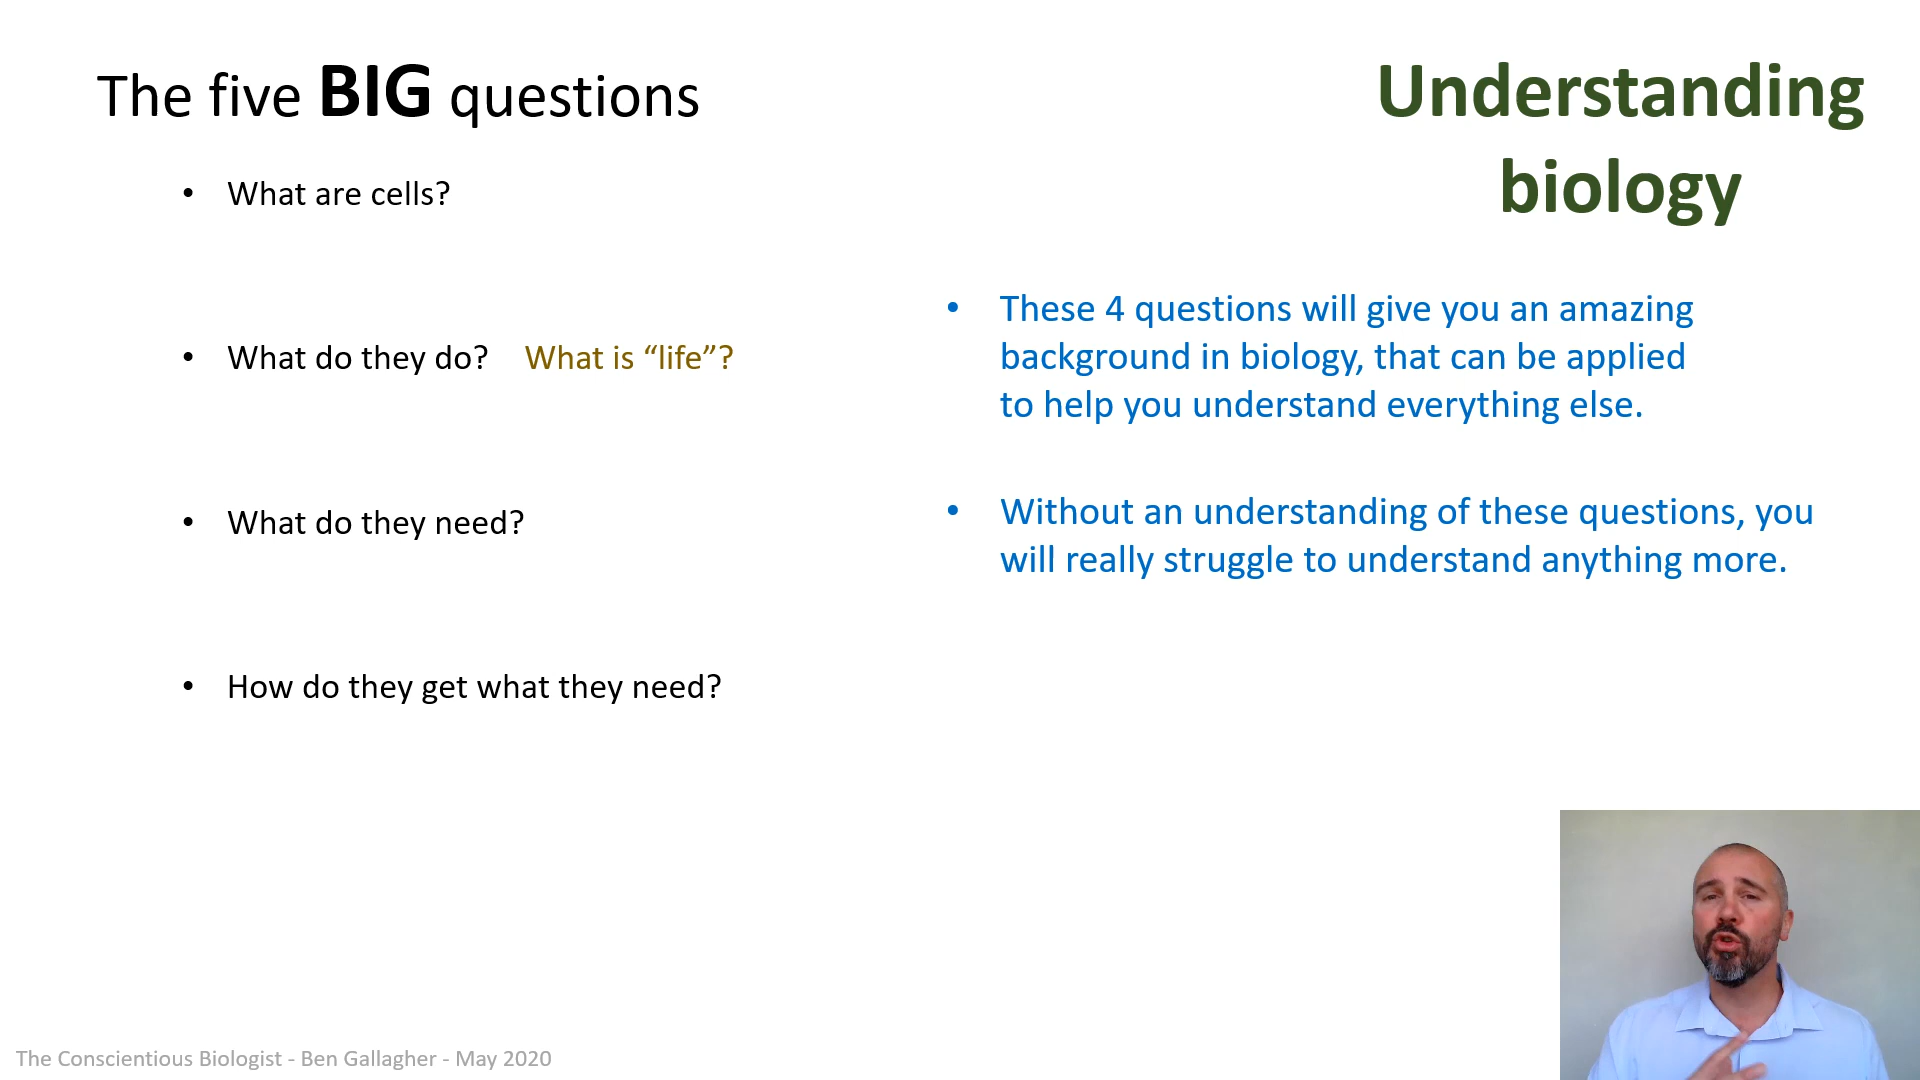 The five BIG questions
Understanding
biology
• What are cells?
• What do they do? What is “life”?
• What do they need?
• How do they get what they need?
• These 4 questions will give you an amazing
background in biology, that can be applied
to help you understand everything else.
• Without an understanding of these questions, you
will really struggle to understand anything more.
The Conscientious Biologist - Ben Gallagher - May 2020